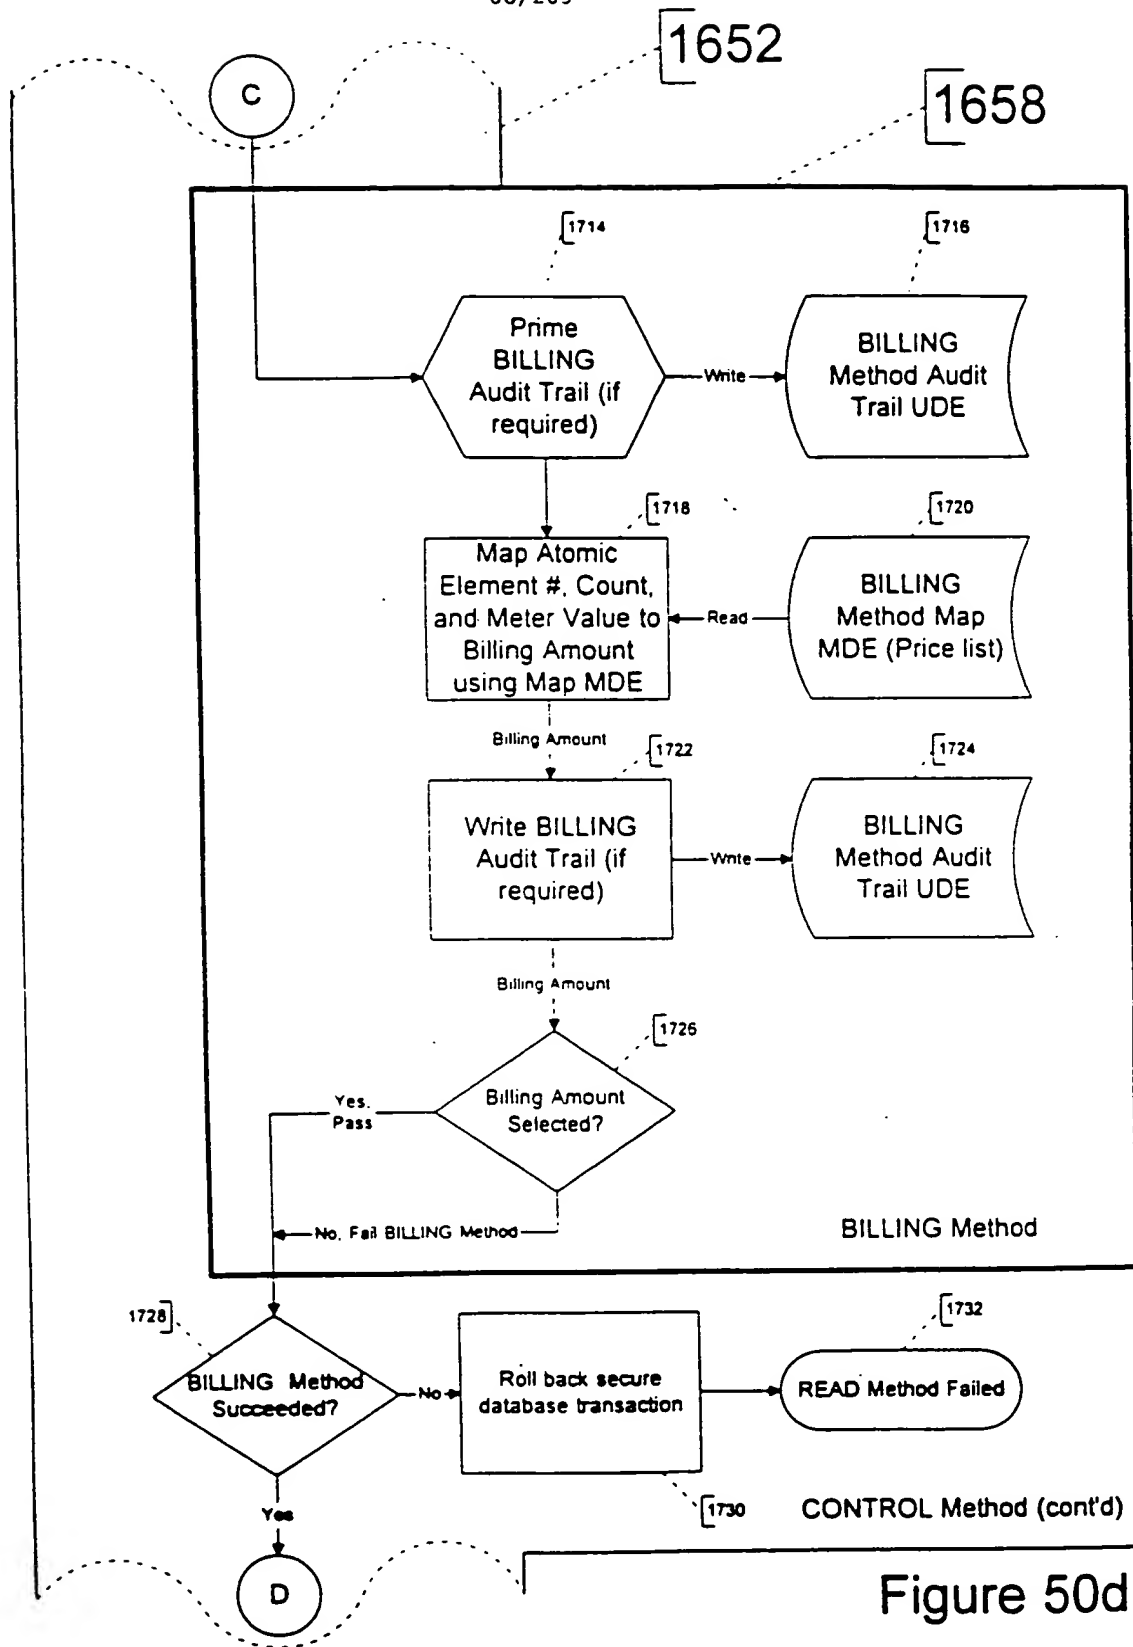 1652
C
1658
1714
1716
Prime
BILLING
Audit Trail (if
required)
Write
BILLING
Method Audit
Trail UDE
1718
1720
Map Atomic
Element #, Count,
and Meter Value to
Billing Amount
using Map MDE
Read
BILLING
Method Map
MDE (Price list)
Billing Amount
1722
1724
Write BILLING
Audit Trail (if
required)
Write
BILLING
Method Audit
Trail UDE
Billing Amount
1726
Billing Amount
Selected?
Yes,
Pass
No, Fail BILLING Method
BILLING Method
1728
1732
BILLING Method
Succeeded?
No
Roll back secure
database transaction
READ Method Failed
1730
CONTROL Method (cont'd)
Yes
D
Figure 50d